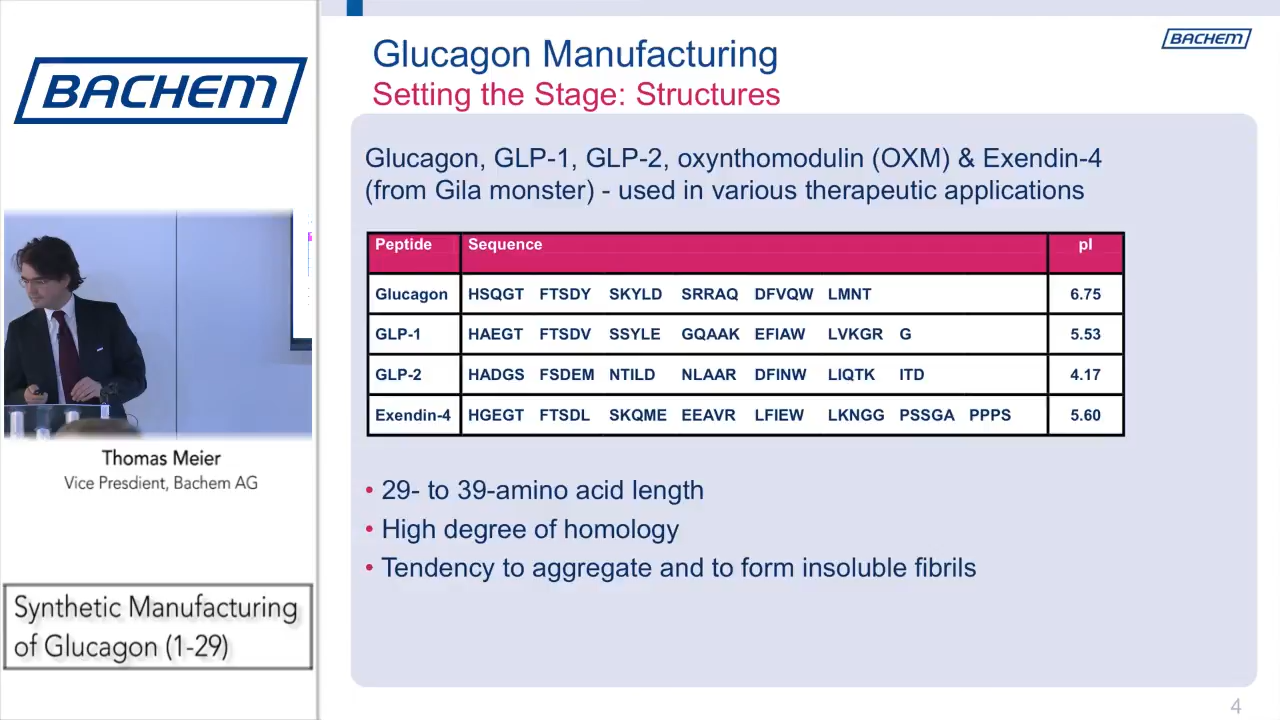 BACHEM
Thomas Meier
Vice Presdient, Bachem AG
Synthetic Manufacturing
of Glucagon (1-29)
BACHEM
Glucagon Manufacturing
Setting the Stage: Structures
Glucagon, GLP-1, GLP-2, oxynthomodulin (OXM) & Exendin-4
(from Gila monster) - used in various therapeutic applications
Peptide Sequence pI
Glucagon HSQGT FTSDY SKYLD SRRAQ DFVQW LMNT 6.75
GLP-1 HAEGT FTSDV SSYLE GQAAK EFIAW LVKGR G 5.53
GLP-2 HADGS FSDEM NTILD NLAAR DFINW LIQTK ITD 4.17
Exendin-4 HGEGT FTSDL SKQME EEAVR LFIEW LKNGG PSSGA PPPS 5.60
• 29- to 39-amino acid length
• High degree of homology
• Tendency to aggregate and to form insoluble fibrils
4